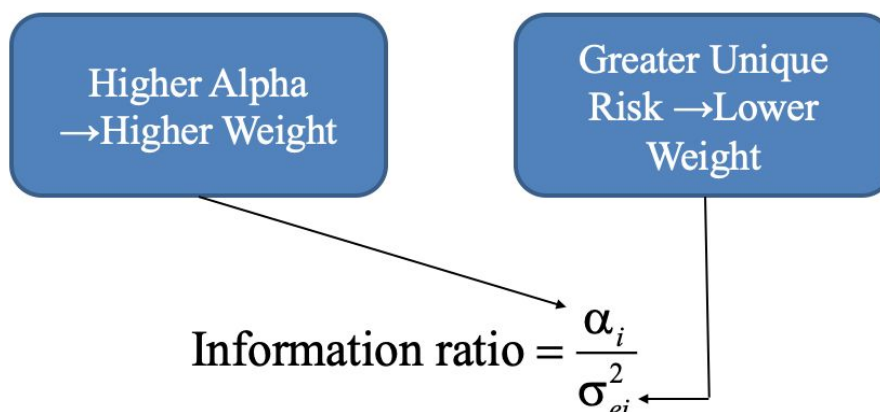 Higher Alpha
→Higher Weight
Greater Unique
Risk →Lower
Weight
Information ratio = α_i / σ²_ei